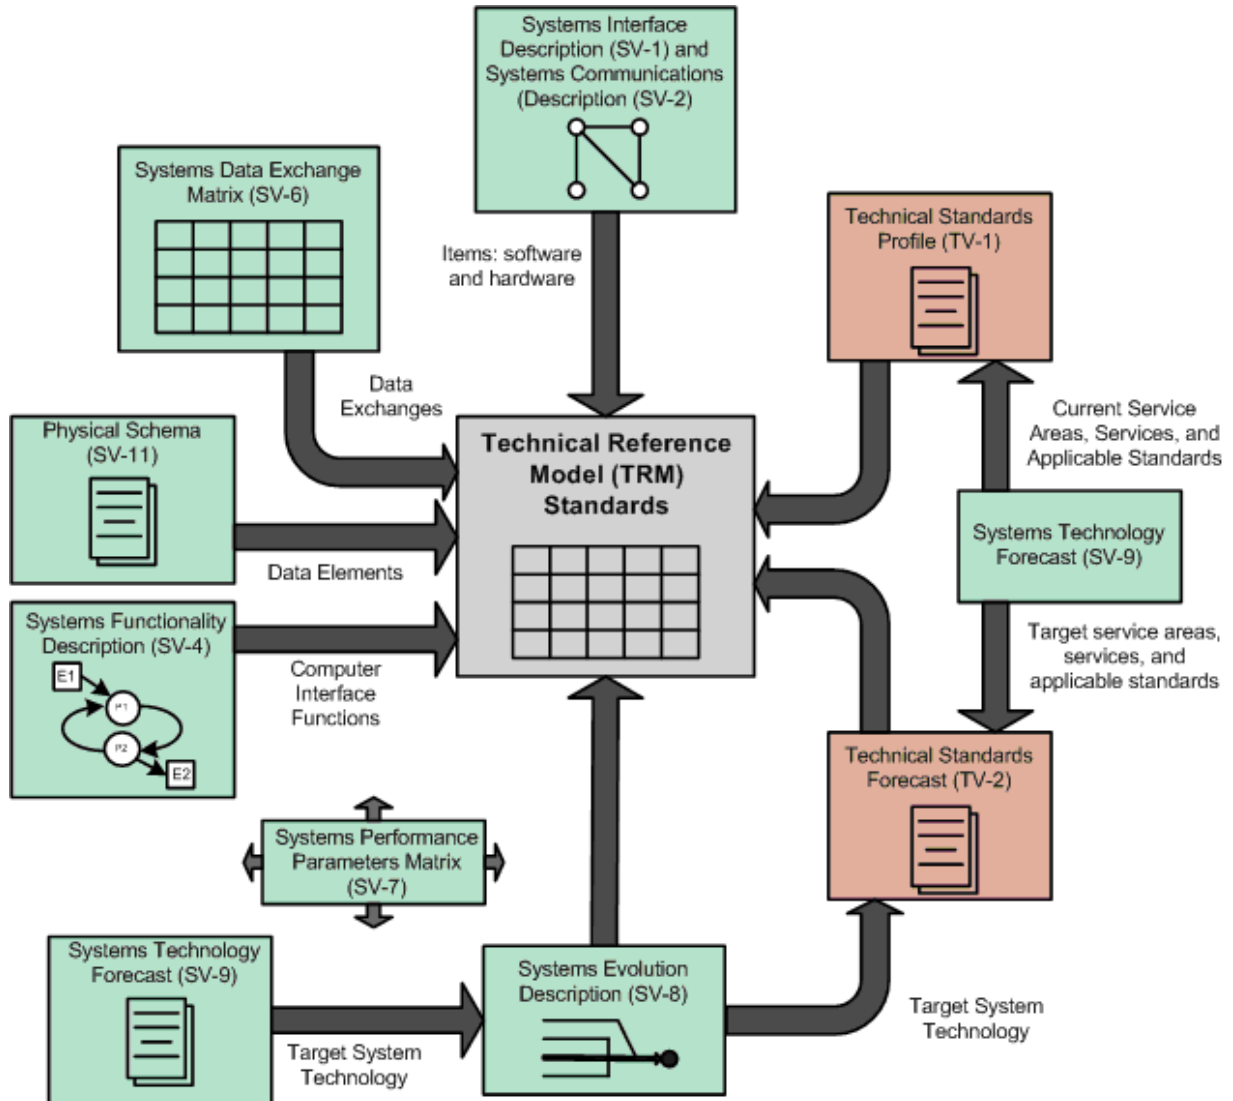 Systems Interface
Description (SV-1) and
Systems Communications
(Description (SV-2)
Systems Data Exchange
Matrix (SV-6)
Items: software
and hardware
Technical Standards
Profile (TV-1)
Data
Exchanges
Physical Schema
(SV-11)
Technical Reference
Model (TRM)
Standards
Current Service
Areas, Services, and
Applicable Standards
Data Elements
Systems Technology
Forecast (SV-9)
Systems Functionality
Description (SV-4)
E1
P1
P2
E2
Computer
Interface
Functions
Target service areas,
services, and
applicable standards
Technical Standards
Forecast (TV-2)
Systems Performance
Parameters Matrix
(SV-7)
Systems Technology
Forecast (SV-9)
Target System
Technology
Systems Evolution
Description (SV-8)
Target System
Technology